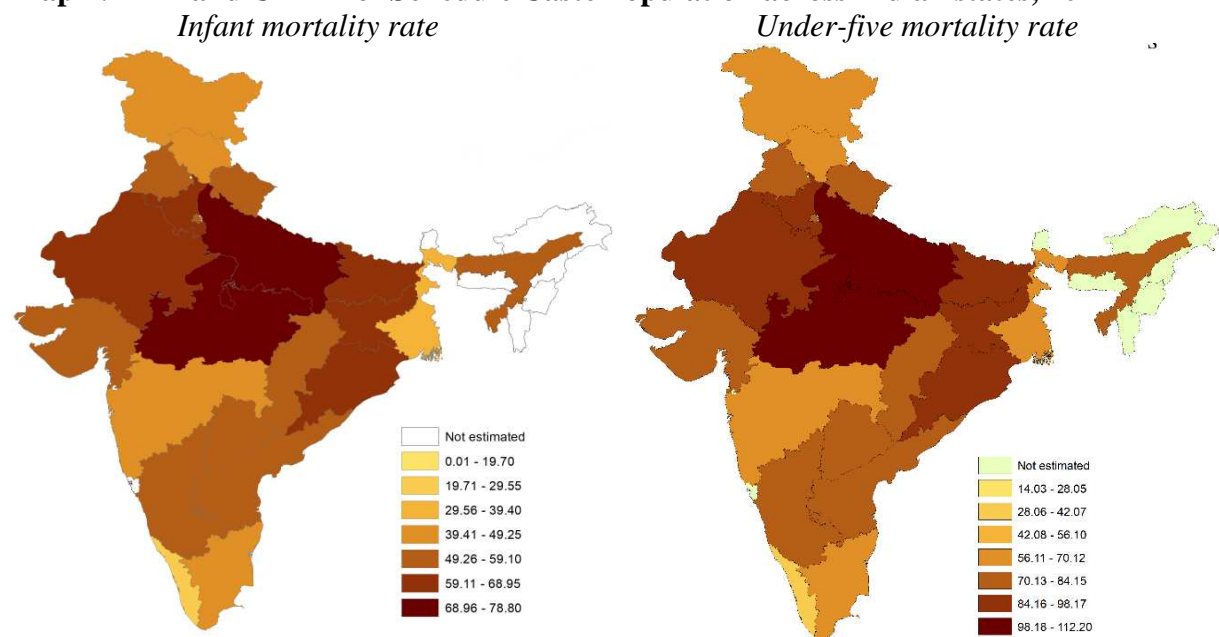 Infant mortality rate
Under-five mortality rate
s
Not estimated
0.01 - 19.70
19.71 - 29.55
29.56 - 39.40
39.41 - 49.25
49.26 - 59.10
59.11 - 68.95
68.96 - 78.80
Not estimated
14.03 - 28.05
28.06 - 42.07
42.08 - 56.10
56.11 - 70.12
70.13 - 84.15
84.16 - 98.17
98.18 - 112.20